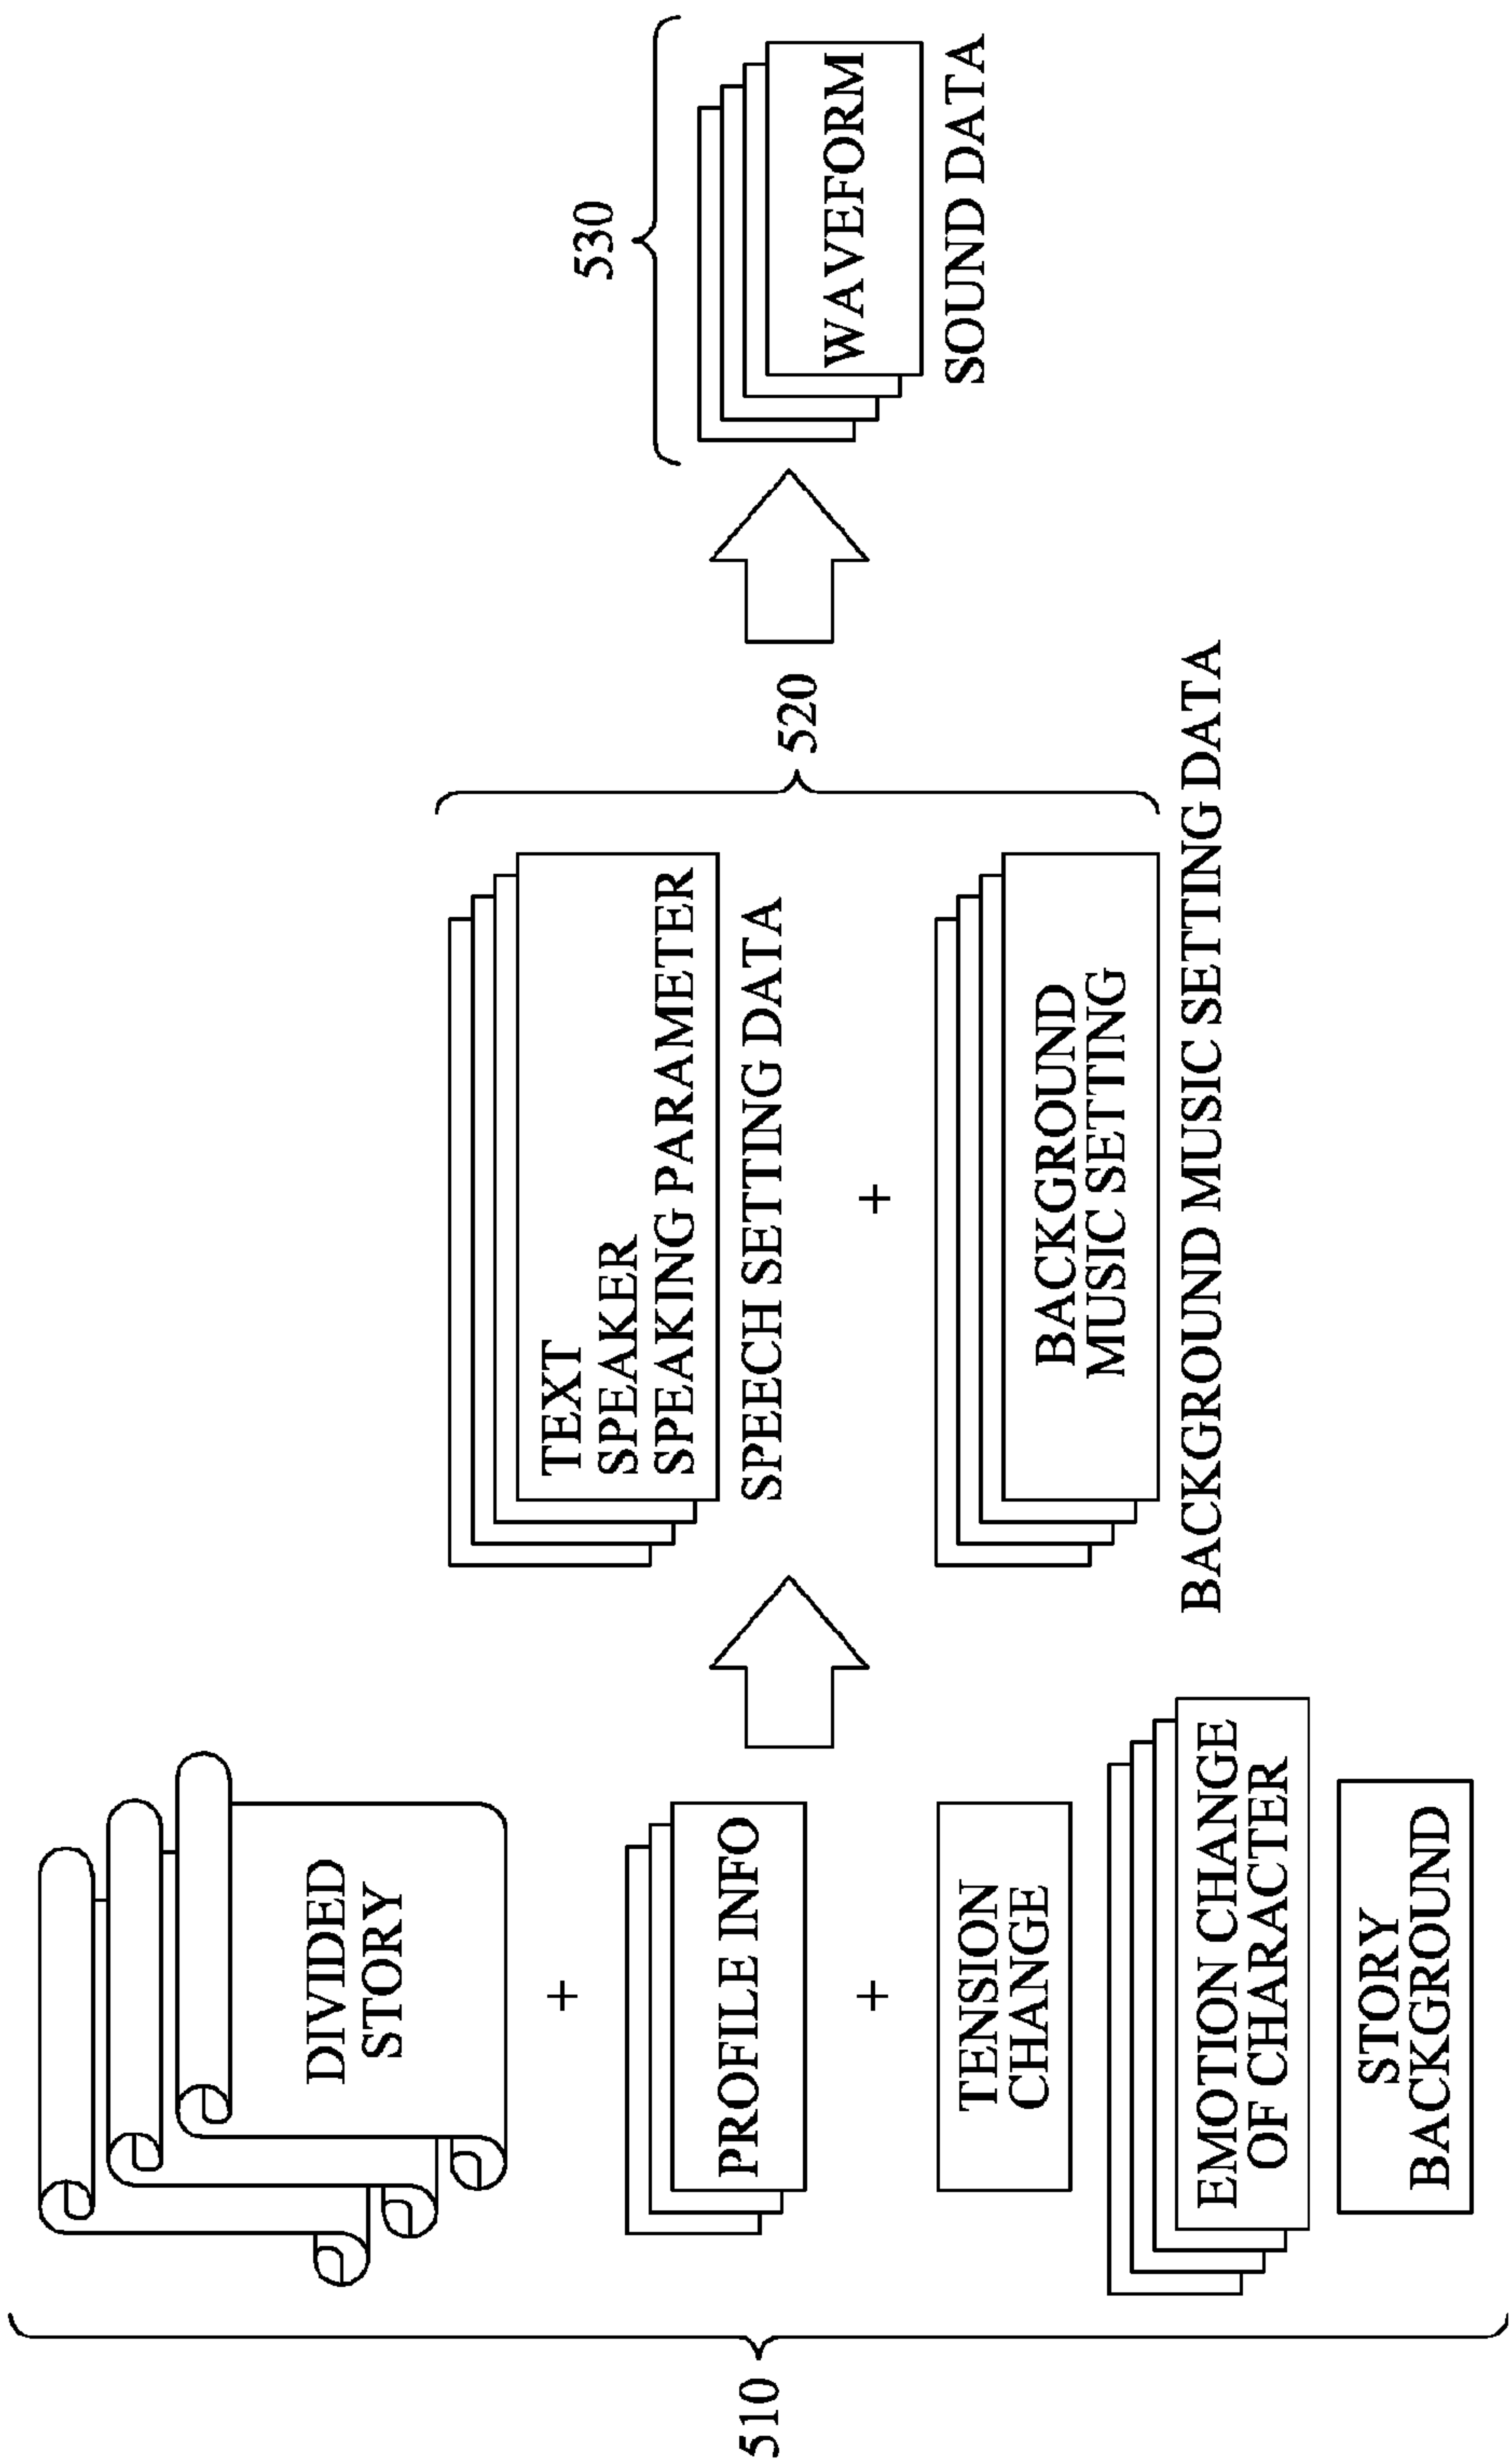 510
DIVIDED
STORY
+
PROFILE INFO
+
TENSION
CHANGE
EMOTION CHANGE
OF CHARACTER
STORY
BACKGROUND
TEXT
SPEAKER
SPEAKING PARAMETER
SPEECH SETTING DATA
+
BACKGROUND
MUSIC SETTING
BACKGROUND MUSIC SETTING DATA
520
530
WAVEFORM
SOUND DATA